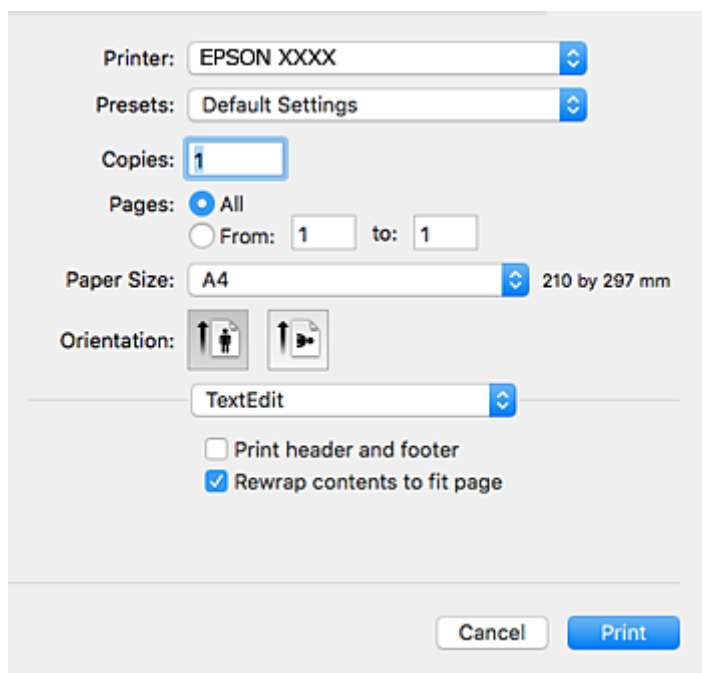 Printer: EPSON XXXX
Presets: Default Settings
Copies: 1
Pages: All
From: 1 to: 1
Paper Size: A4 210 by 297 mm
Orientation:
TextEdit
Print header and footer
Rewrap contents to fit page
Cancel Print